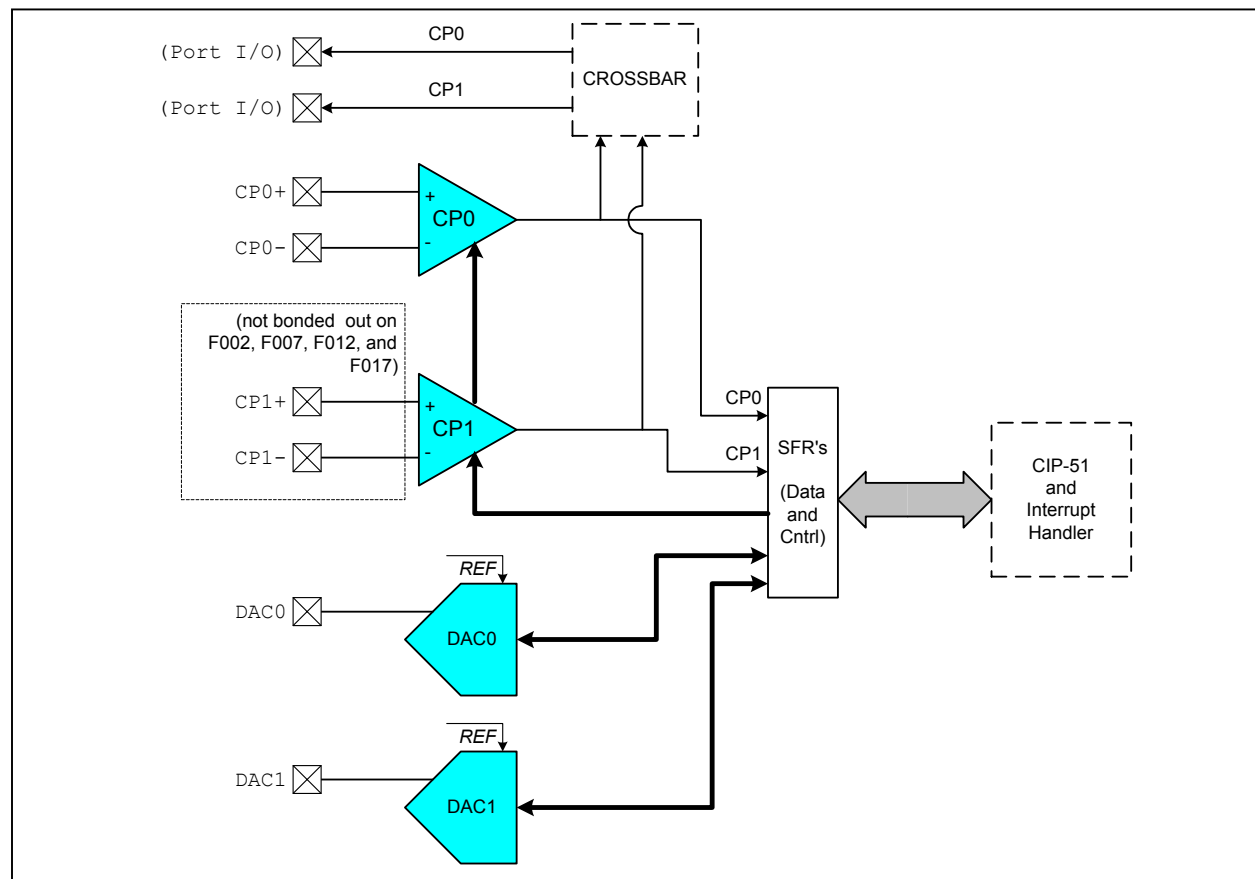 CP0
(Port I/O)
CROSSBAR
CP1
(Port I/O)
CP0+
+
CP0
CP0-
-
(not bonded out on
F002, F007, F012, and
F017)
CP1+
+
CP1
CP1-
-
CP0
CP1
SFR's
(Data
and
Cntrl)
CIP-51
and
Interrupt
Handler
REF
DAC0
DAC0
REF
DAC1
DAC1